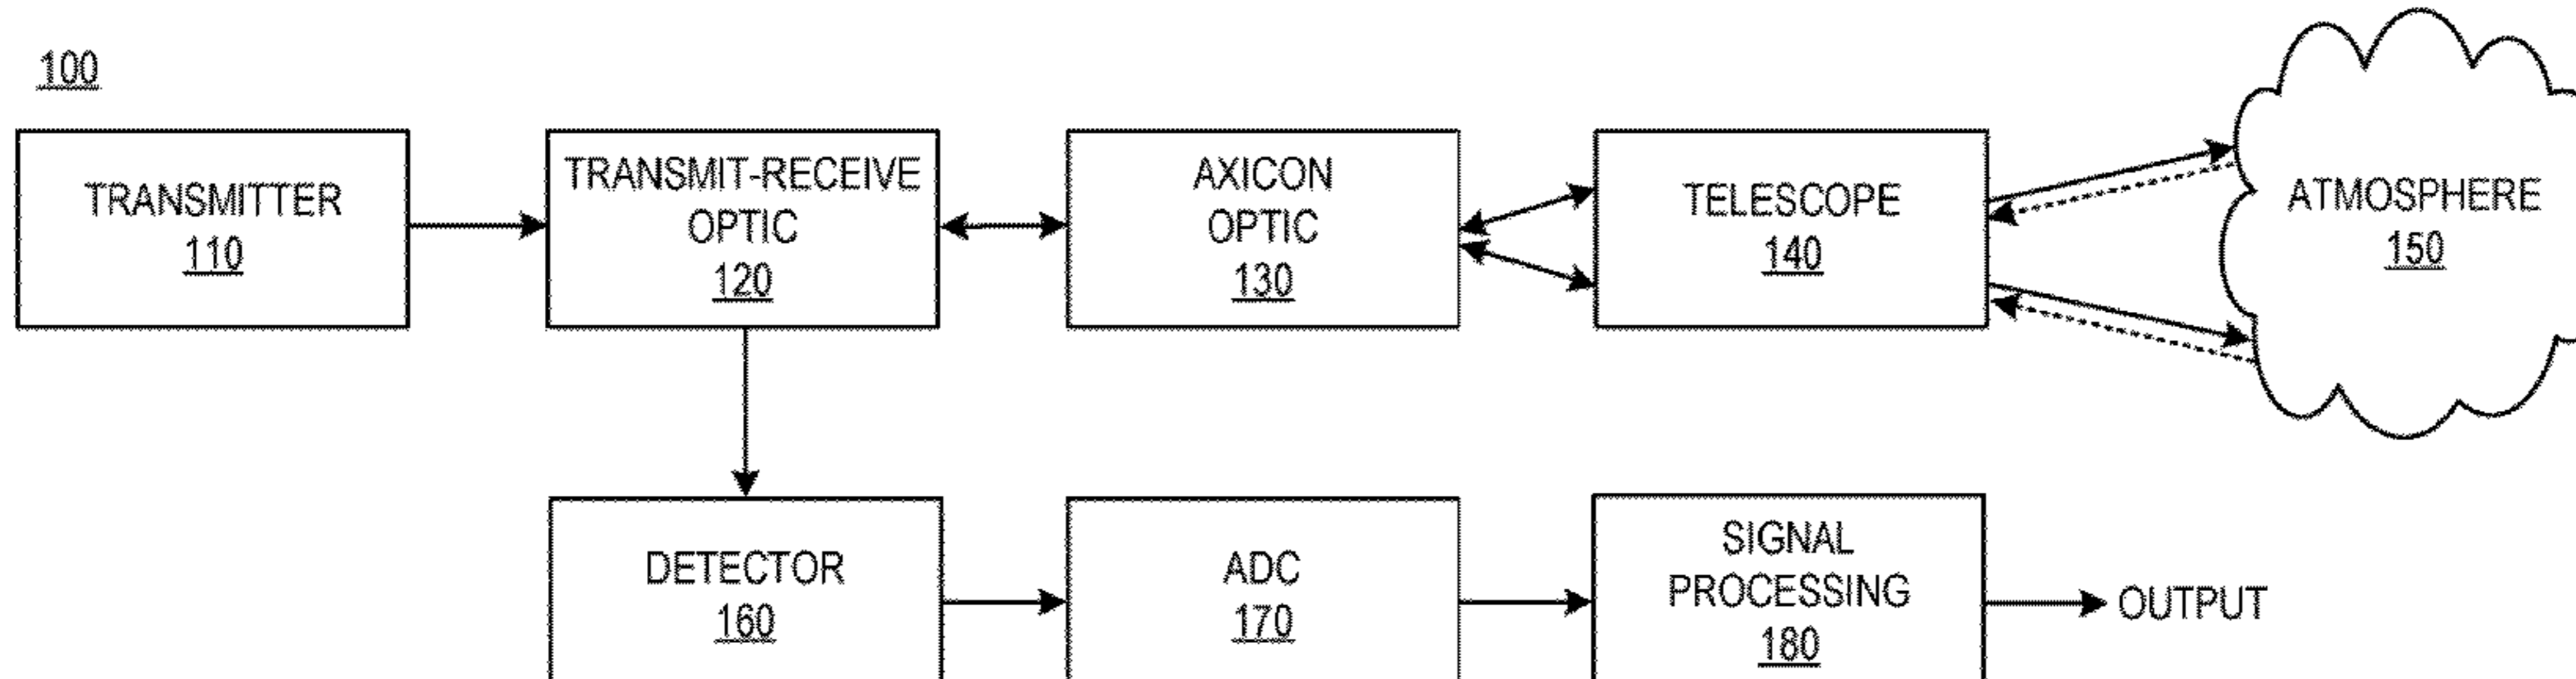 100
TRANSMITTER
110
TRANSMIT-RECEIVE
OPTIC
120
AXICON
OPTIC
130
TELESCOPE
140
ATMOSPHERE
150
DETECTOR
160
ADC
170
SIGNAL
PROCESSING
180
OUTPUT